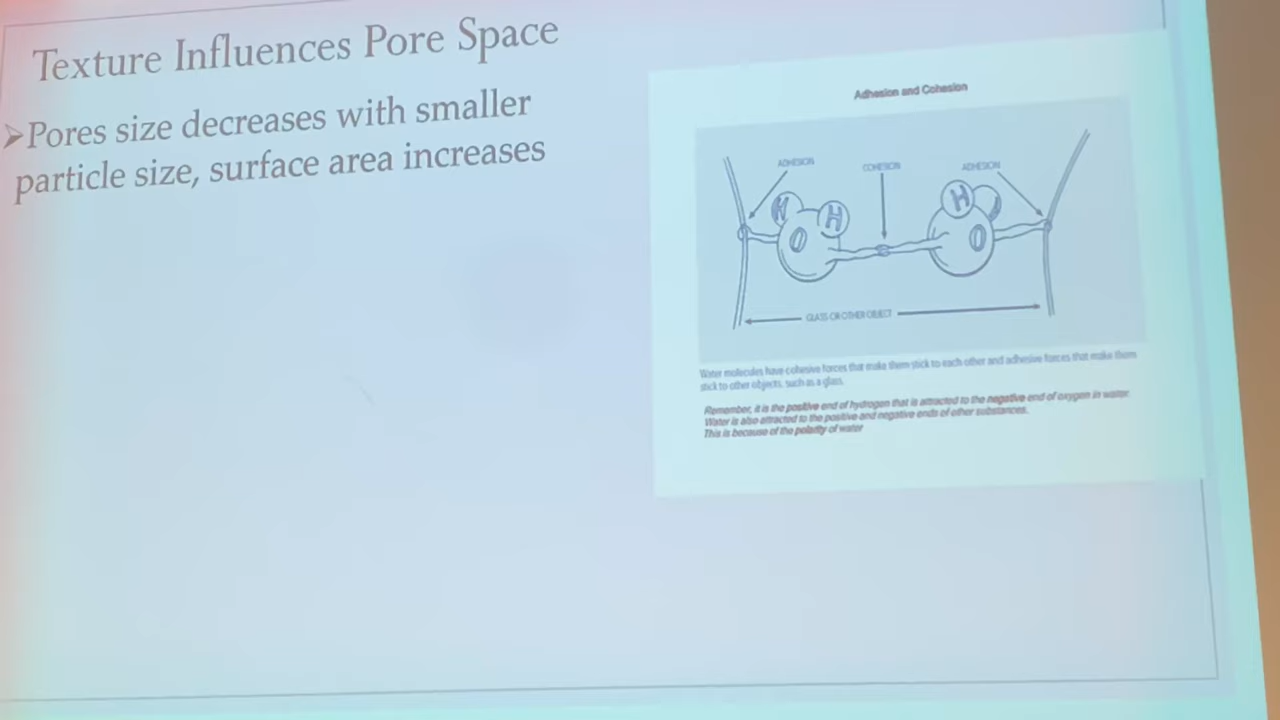 Texture Influences Pore Space
➢Pores size decreases with smaller
particle size, surface area increases
Adhesion and Cohesion
ADHESION
COHESION
ADHESION
H
H
O
H
O
GLASS OR OTHER OBJECT
Water molecules have cohesive forces that make them stick to each other and adhesive forces that make them
stick to other objects, such as a glass.
Remember, it is the positive end of hydrogen that is attracted to the negative end of oxygen in water.
Water is also attracted to the positive and negative ends of other substances.
This is because of the polarity of water